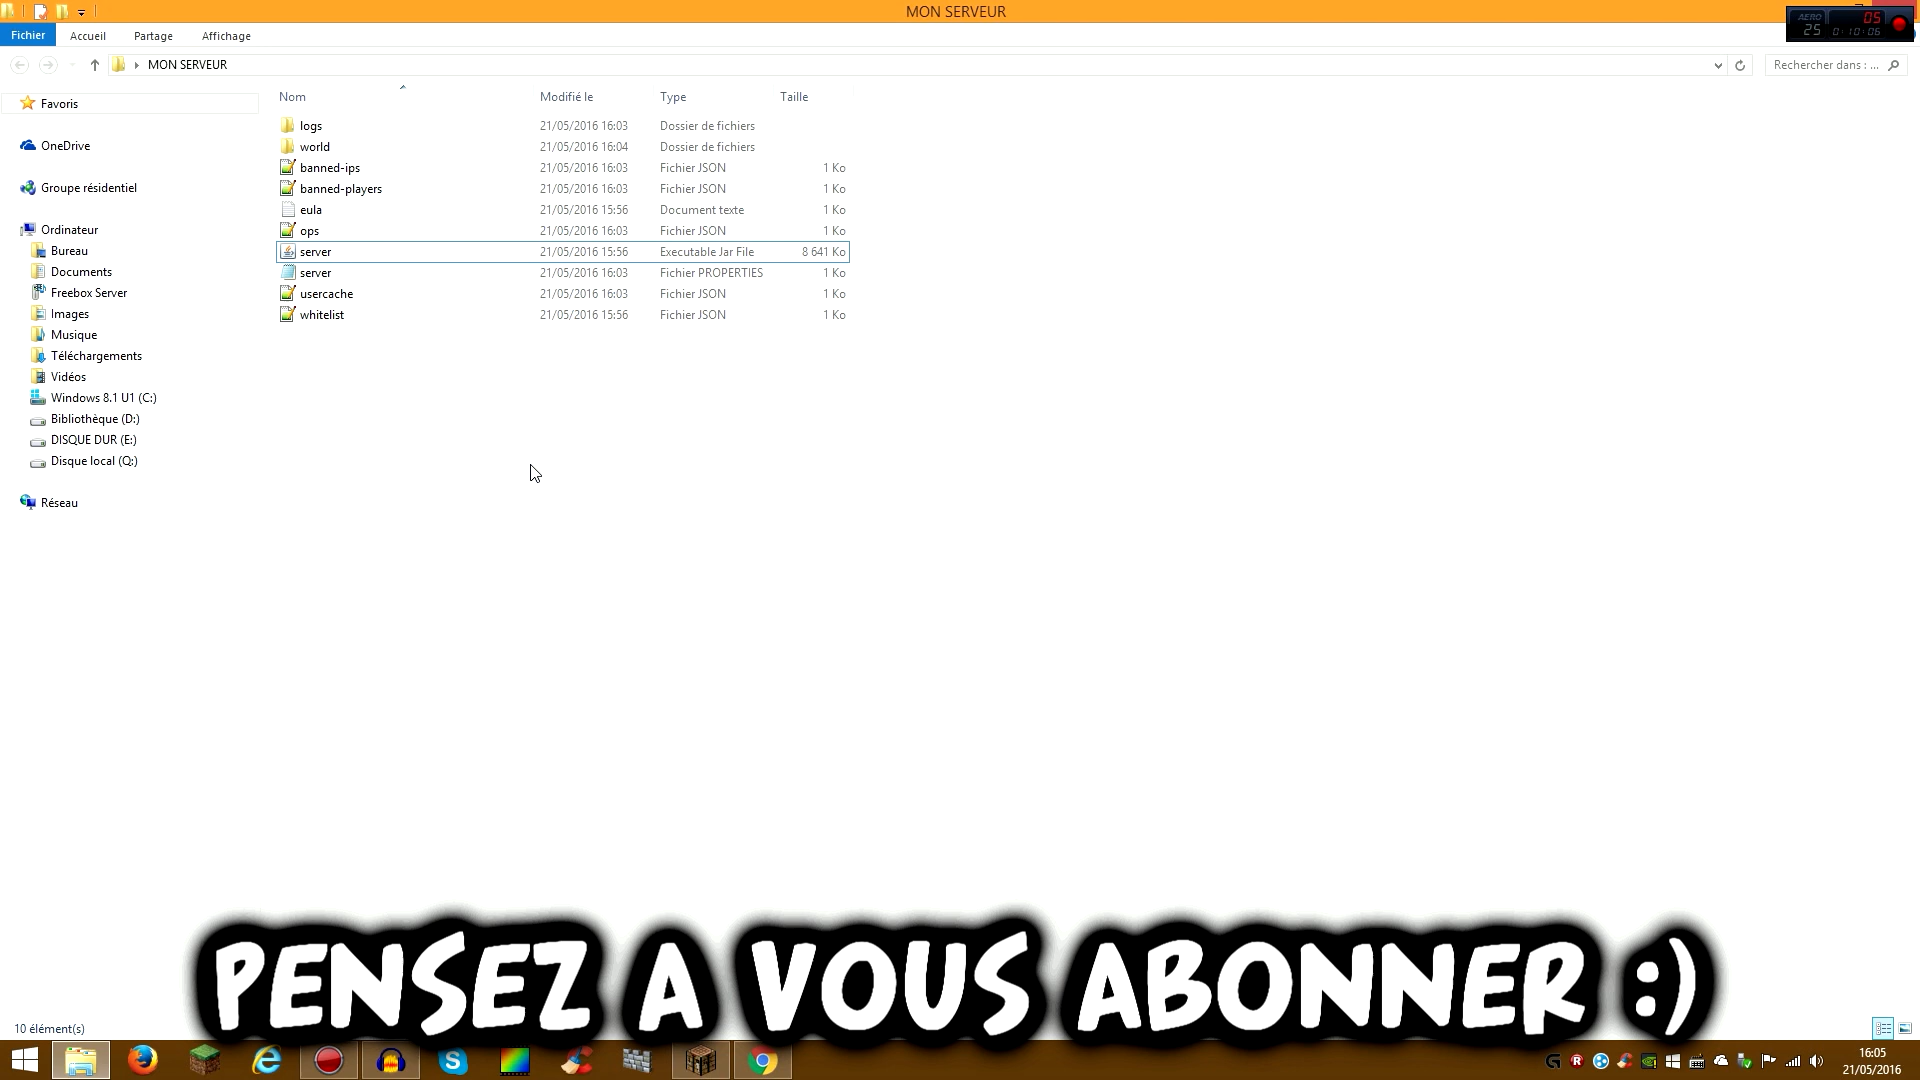 MON SERVEUR
AERO 25 05 0:10:06
Fichier Accueil Partage Affichage
MON SERVEUR Rechercher dans : ...
Nom Modifié le Type Taille
Favoris
OneDrive
Groupe résidentiel
Ordinateur
Bureau
Documents
Freebox Server
Images
Musique
Téléchargements
Vidéos
Windows 8.1 U1 (C:)
Bibliothèque (D:)
DISQUE DUR (E:)
Disque local (Q:)
Réseau
logs 21/05/2016 16:03 Dossier de fichiers
world 21/05/2016 16:04 Dossier de fichiers
banned-ips 21/05/2016 16:03 Fichier JSON 1 Ko
banned-players 21/05/2016 16:03 Fichier JSON 1 Ko
eula 21/05/2016 15:56 Document texte 1 Ko
ops 21/05/2016 16:03 Fichier JSON 1 Ko
server 21/05/2016 15:56 Executable Jar File 8 641 Ko
server 21/05/2016 16:03 Fichier PROPERTIES 1 Ko
usercache 21/05/2016 16:03 Fichier JSON 1 Ko
whitelist 21/05/2016 15:56 Fichier JSON 1 Ko
PENSEZ A VOUS ABONNER :)
10 élément(s)
16:05
21/05/2016